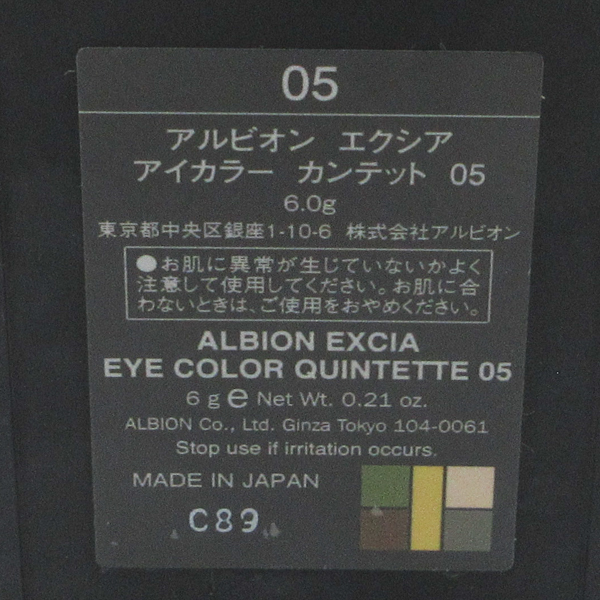 05
アルビオン エクシア
アイカラー カンテット 05
6.0g
東京都中央区銀座1-10-6 株式会社アルビオン
●お肌に異常が生じていないかよく
注意して使用してください。お肌に合
わないときは、ご使用をおやめください。
ALBION EXCIA
EYE COLOR QUINTETTE 05
6 g ℮ Net Wt. 0.21 oz.
ALBION Co., Ltd. Ginza Tokyo 104-0061
Stop use if irritation occurs.
MADE IN JAPAN
C89